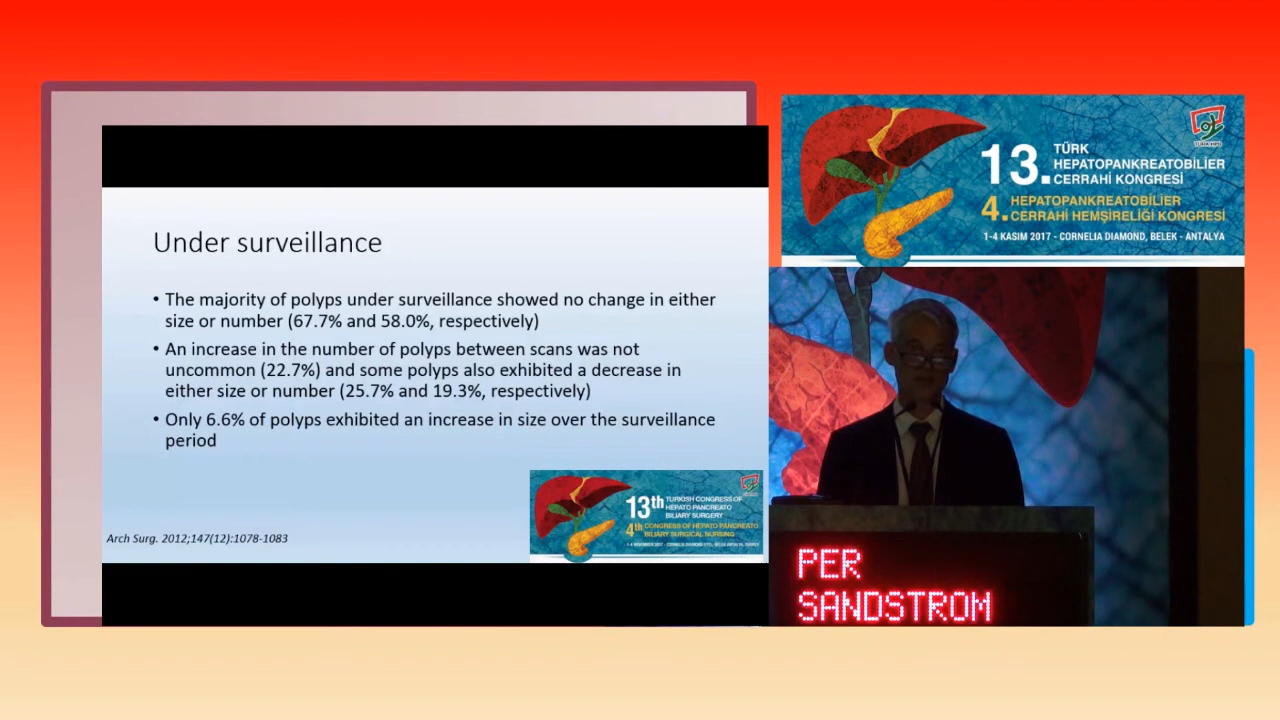 Under surveillance
• The majority of polyps under surveillance showed no change in either
size or number (67.7% and 58.0%, respectively)
• An increase in the number of polyps between scans was not
uncommon (22.7%) and some polyps also exhibited a decrease in
either size or number (25.7% and 19.3%, respectively)
• Only 6.6% of polyps exhibited an increase in size over the surveillance
period
Arch Surg. 2012;147(12):1078-1083
13th TURKISH CONGRESS OF
HEPATO PANCREATO
BILIARY SURGERY
4th CONGRESS OF HEPATO PANCREATO
BILIARY SURGICAL NURSING
13. TÜRK
HEPATOPANKREATOBİLİER
CERRAHİ KONGRESİ
4. HEPATOPANKREATOBİLİER
CERRAHİ HEMŞİRELİĞİ KONGRESİ
1-4 KASIM 2017 - CORNELIA DIAMOND, BELEK - ANTALYA
PER
SANDSTROM